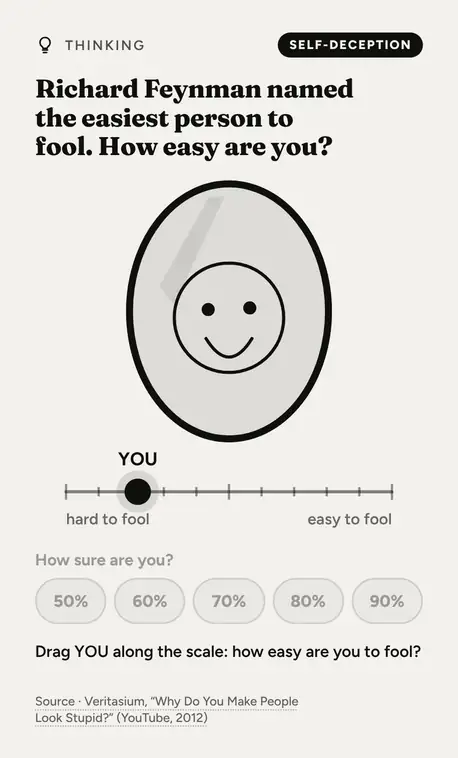 THINKING
SELF-DECEPTION
Richard Feynman named
the easiest person to
fool. How easy are you?
YOU
hard to fool
easy to fool
How sure are you?
50%
60%
70%
80%
90%
Drag YOU along the scale: how easy are you to fool?
Source · Veritasium, “Why Do You Make People
Look Stupid?” (YouTube, 2012)